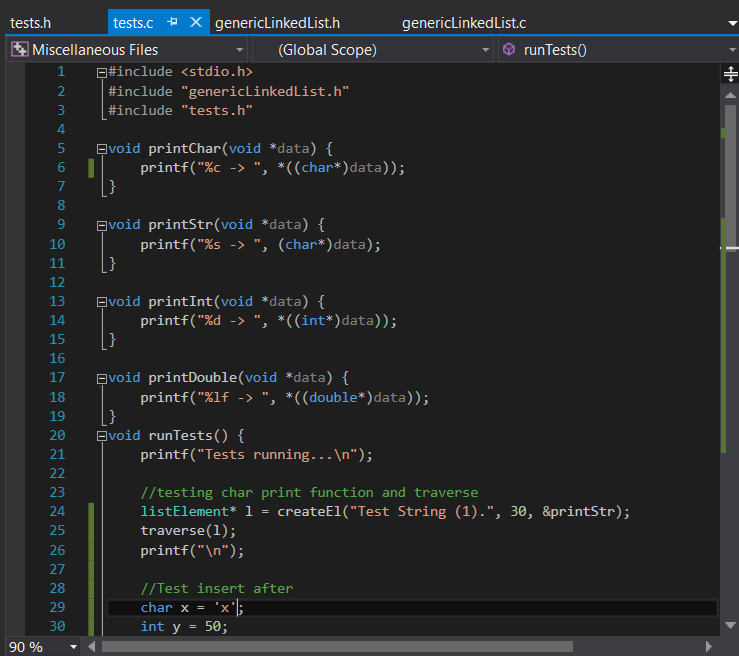 tests.h tests.c genericLinkedList.h genericLinkedList.c
Miscellaneous Files (Global Scope) runTests()
1 #include <stdio.h>
2 #include "genericLinkedList.h"
3 #include "tests.h"
4
5 void printChar(void *data) {
6     printf("%c -> ", *((char*)data));
7 }
8
9 void printStr(void *data) {
10     printf("%s -> ", (char*)data);
11 }
12
13 void printInt(void *data) {
14     printf("%d -> ", *((int*)data));
15 }
16
17 void printDouble(void *data) {
18     printf("%lf -> ", *((double*)data));
19 }
20 void runTests() {
21     printf("Tests running...\n");
22
23     //testing char print function and traverse
24     listElement* l = createEl("Test String (1).", 30, &printStr);
25     traverse(l);
26     printf("\n");
27
28     //Test insert after
29     char x = 'x';
30     int y = 50;
90 %